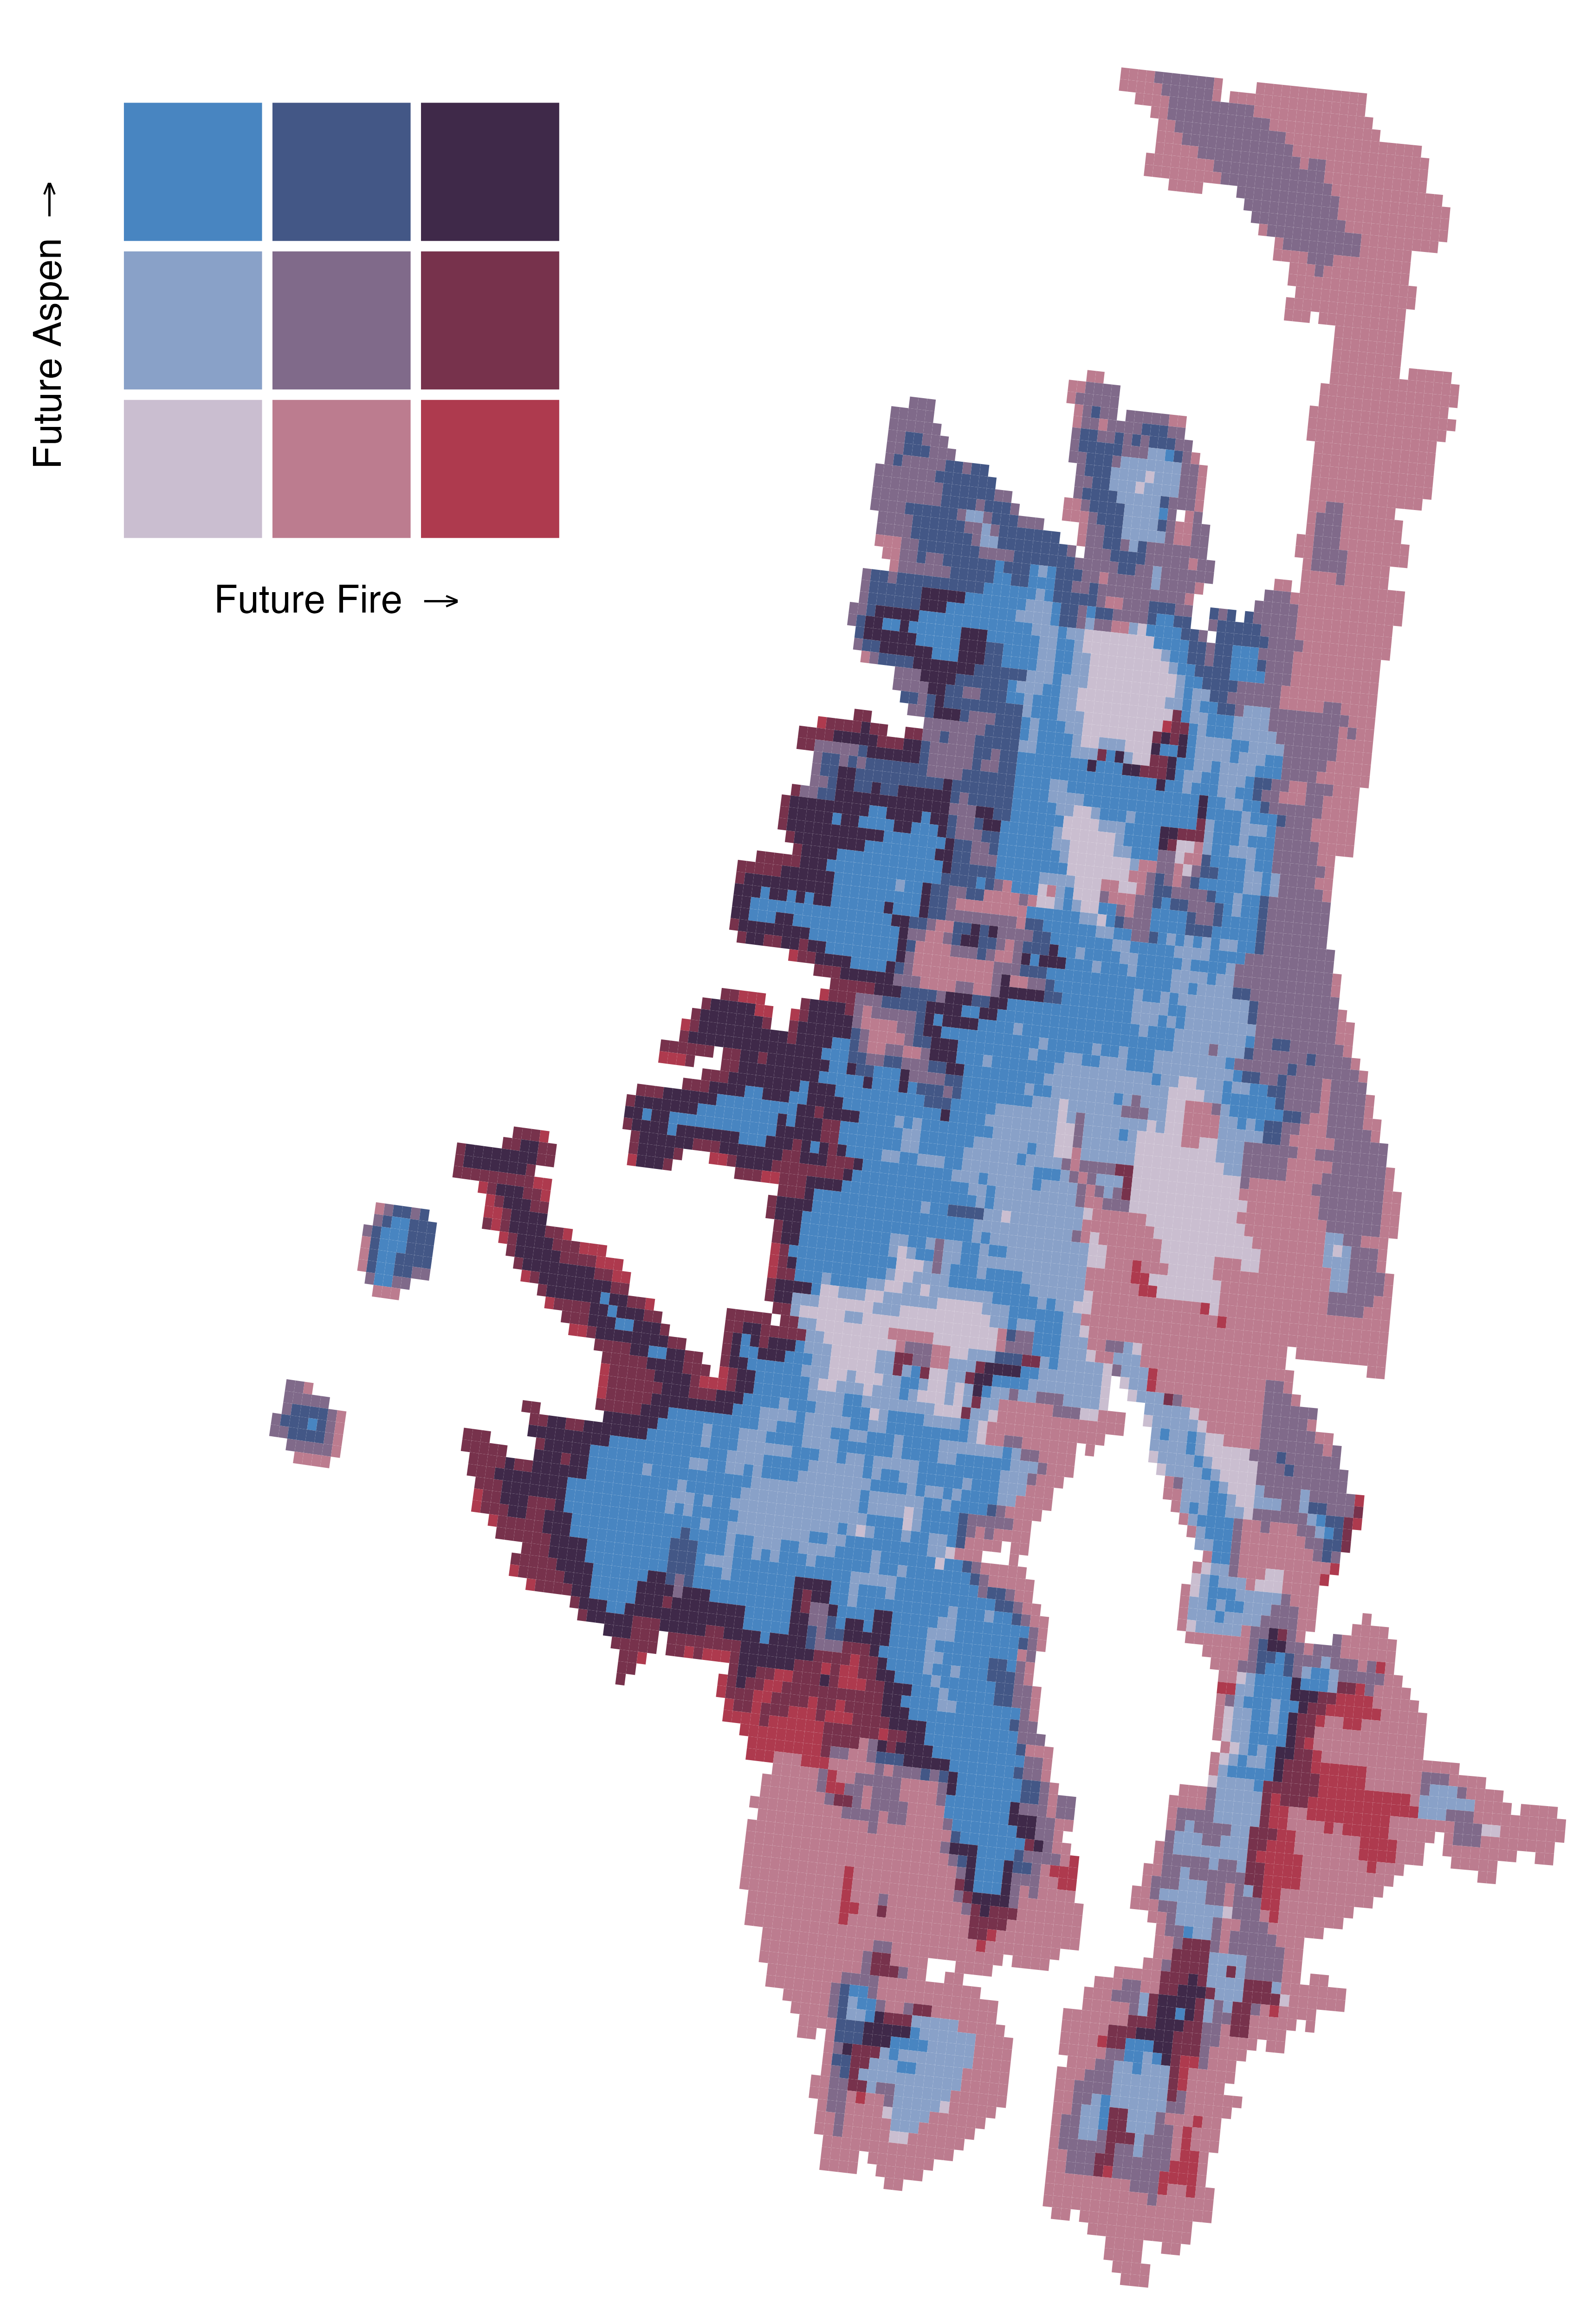 Future Aspen →
Future Fire →